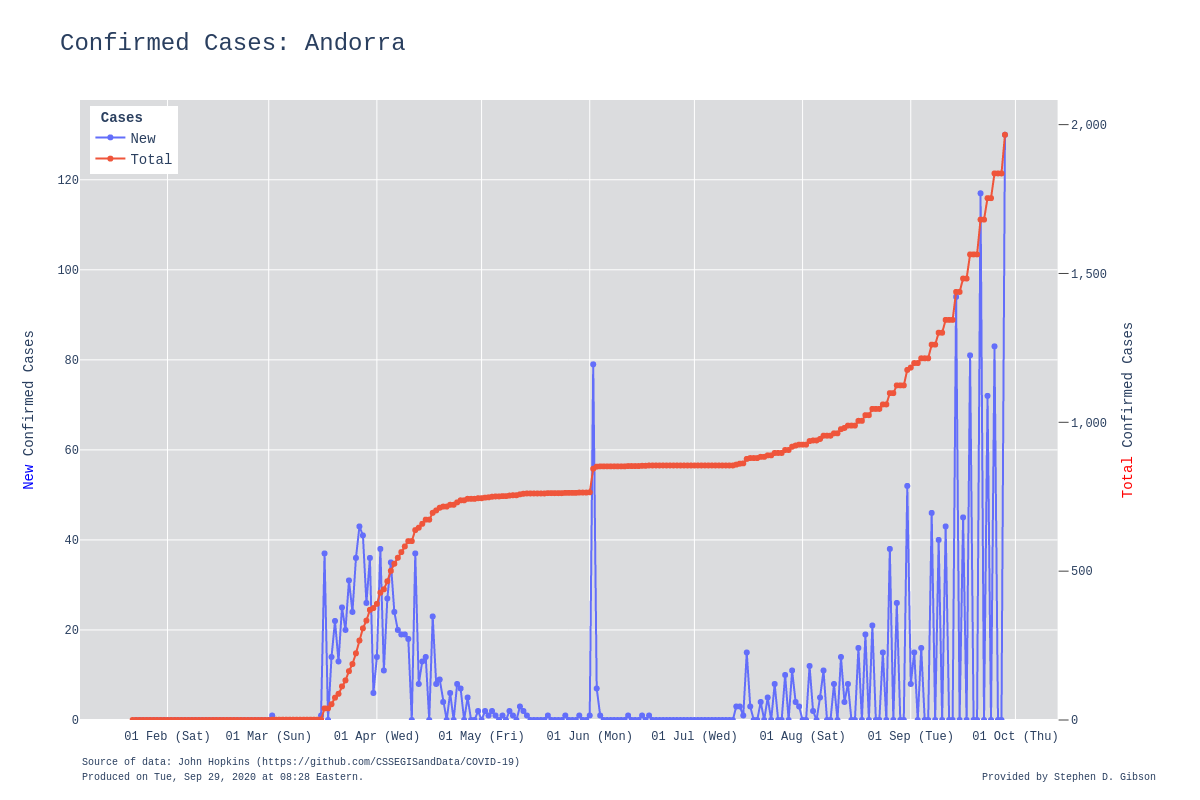 Confirmed Cases: Andorra
Cases
New
Total
120
100
80
60
40
20
0
New Confirmed Cases
2,000
1,500
1,000
500
0
Total Confirmed Cases
01 Feb (Sat) 01 Mar (Sun) 01 Apr (Wed) 01 May (Fri) 01 Jun (Mon) 01 Jul (Wed) 01 Aug (Sat) 01 Sep (Tue) 01 Oct (Thu)
Source of data: John Hopkins (https://github.com/CSSEGISandData/COVID-19)
Produced on Tue, Sep 29, 2020 at 08:28 Eastern.
Provided by Stephen D. Gibson